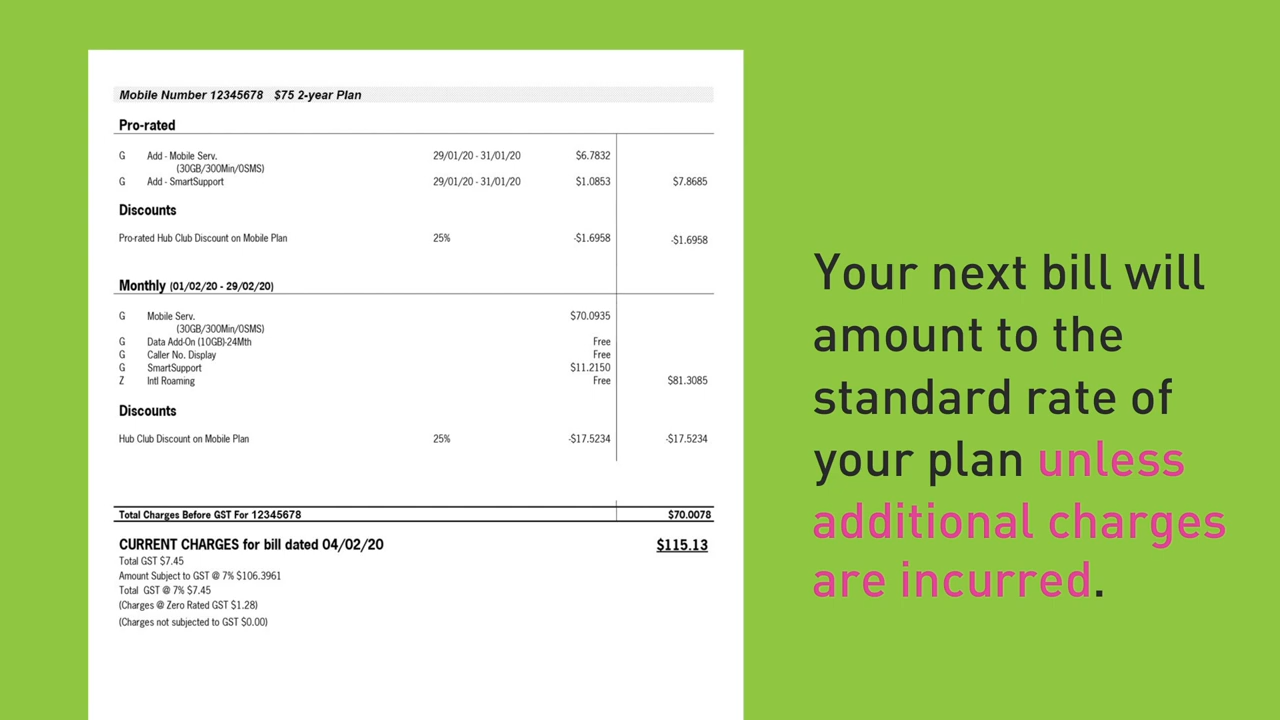 Mobile Number 12345678 $75 2-year Plan
Pro-rated
G Add - Mobile Serv. 29/01/20 - 31/01/20 $6.7832
(30GB/300Min/0SMS)
G Add - SmartSupport 29/01/20 - 31/01/20 $1.0853 $7.8685
Discounts
Pro-rated Hub Club Discount on Mobile Plan 25% -$1.6958 -$1.6958
Monthly (01/02/20 - 29/02/20)
G Mobile Serv. $70.0935
(30GB/300Min/0SMS)
G Data Add-On (10GB)-24Mth Free
G Caller No. Display Free
G SmartSupport $11.2150
Z Intl Roaming Free $81.3085
Discounts
Hub Club Discount on Mobile Plan 25% -$17.5234 -$17.5234
Total Charges Before GST For 12345678 $70.0078
CURRENT CHARGES for bill dated 04/02/20 $115.13
Total GST $7.45
Amount Subject to GST @ 7% $106.3961
Total GST @ 7% $7.45
(Charges @ Zero Rated GST $1.28)
(Charges not subjected to GST $0.00)
Your next bill will
amount to the
standard rate of
your plan unless
additional charges
are incurred.